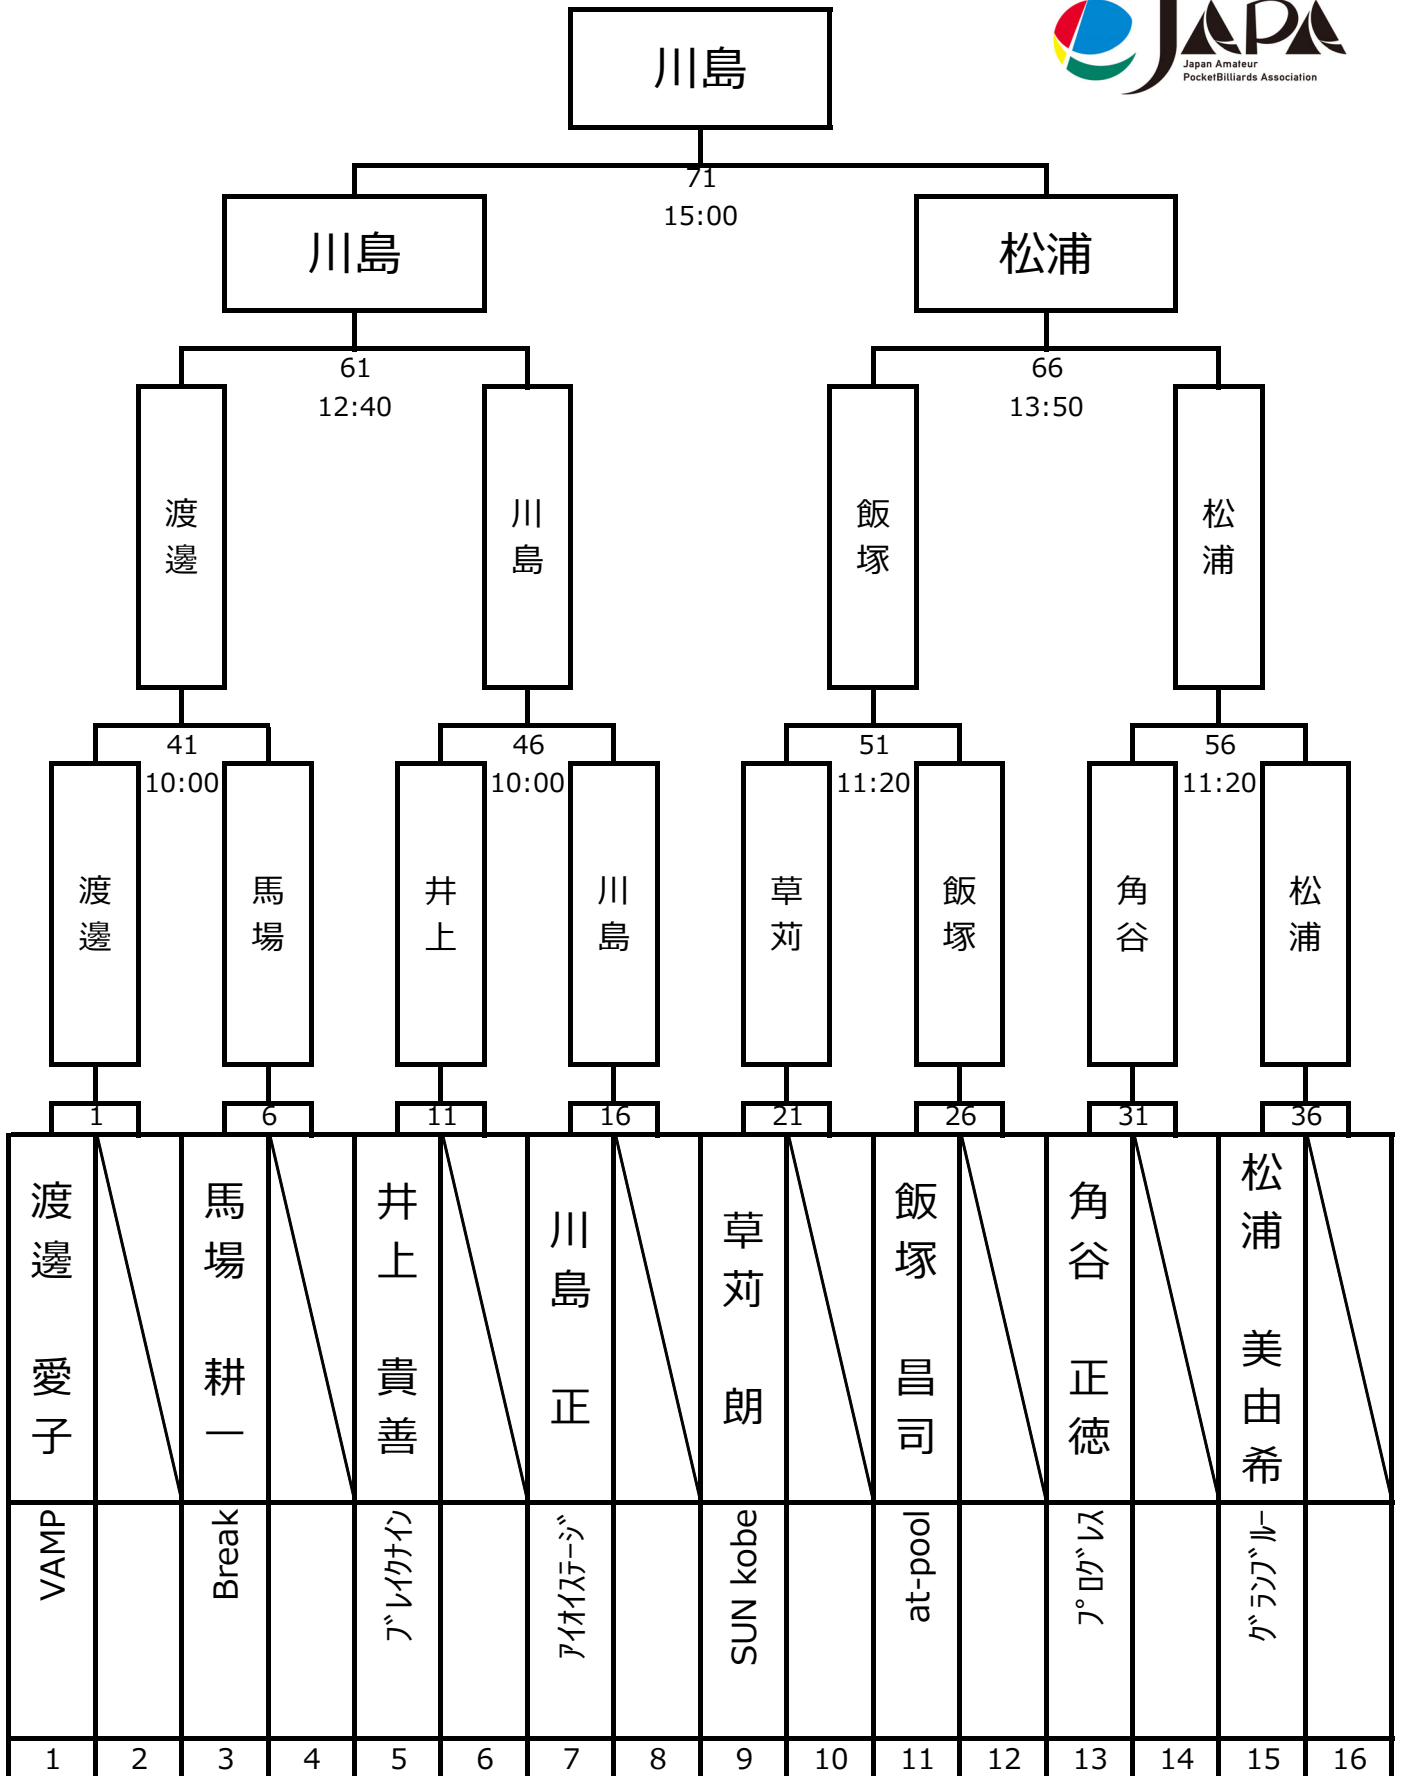 JAPA
Japan Amateur
PocketBilliards Association
川島
71
15:00
川島
松浦
61
12:40
66
13:50
渡邊
川島
飯塚
松浦
41
10:00
46
10:00
51
11:20
56
11:20
渡邊
馬場
井上
川島
草苅
飯塚
角谷
松浦
1
6
11
16
21
26
31
36
渡邊 愛子
馬場 耕一
井上 貴善
川島 正
草苅 朗
飯塚 昌司
角谷 正徳
松浦 美由希
VAMP
Break
ﾌﾞﾚｲｸﾅｲﾝ
ｱｲｵｲｽﾃｰｼﾞ
SUN kobe
at-pool
ﾌﾟﾛｸﾞﾚｽ
ｸﾞﾗﾝﾌﾞﾙｰ
1 2 3 4 5 6 7 8 9 10 11 12 13 14 15 16